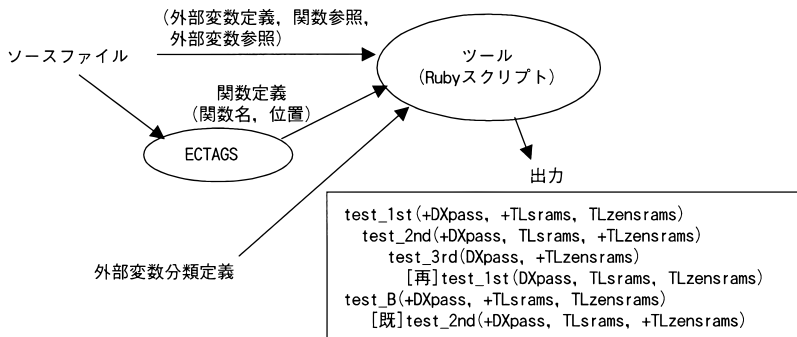 (外部変数定義, 関数参照,
外部変数参照)
ソースファイル
ツール
(Rubyスクリプト)
関数定義
(関数名, 位置)
ECTAGS
出力
外部変数分類定義
test_1st(+DXpass, +TLsrams, TLzensrams)
test_2nd(+DXpass, TLsrams, +TLzensrams)
test_3rd(DXpass, +TLzensrams)
[再]test_1st(DXpass, TLsrams, TLzensrams)
test_B(+DXpass, +TLsrams, TLzensrams)
[既]test_2nd(+DXpass, TLsrams, +TLzensrams)